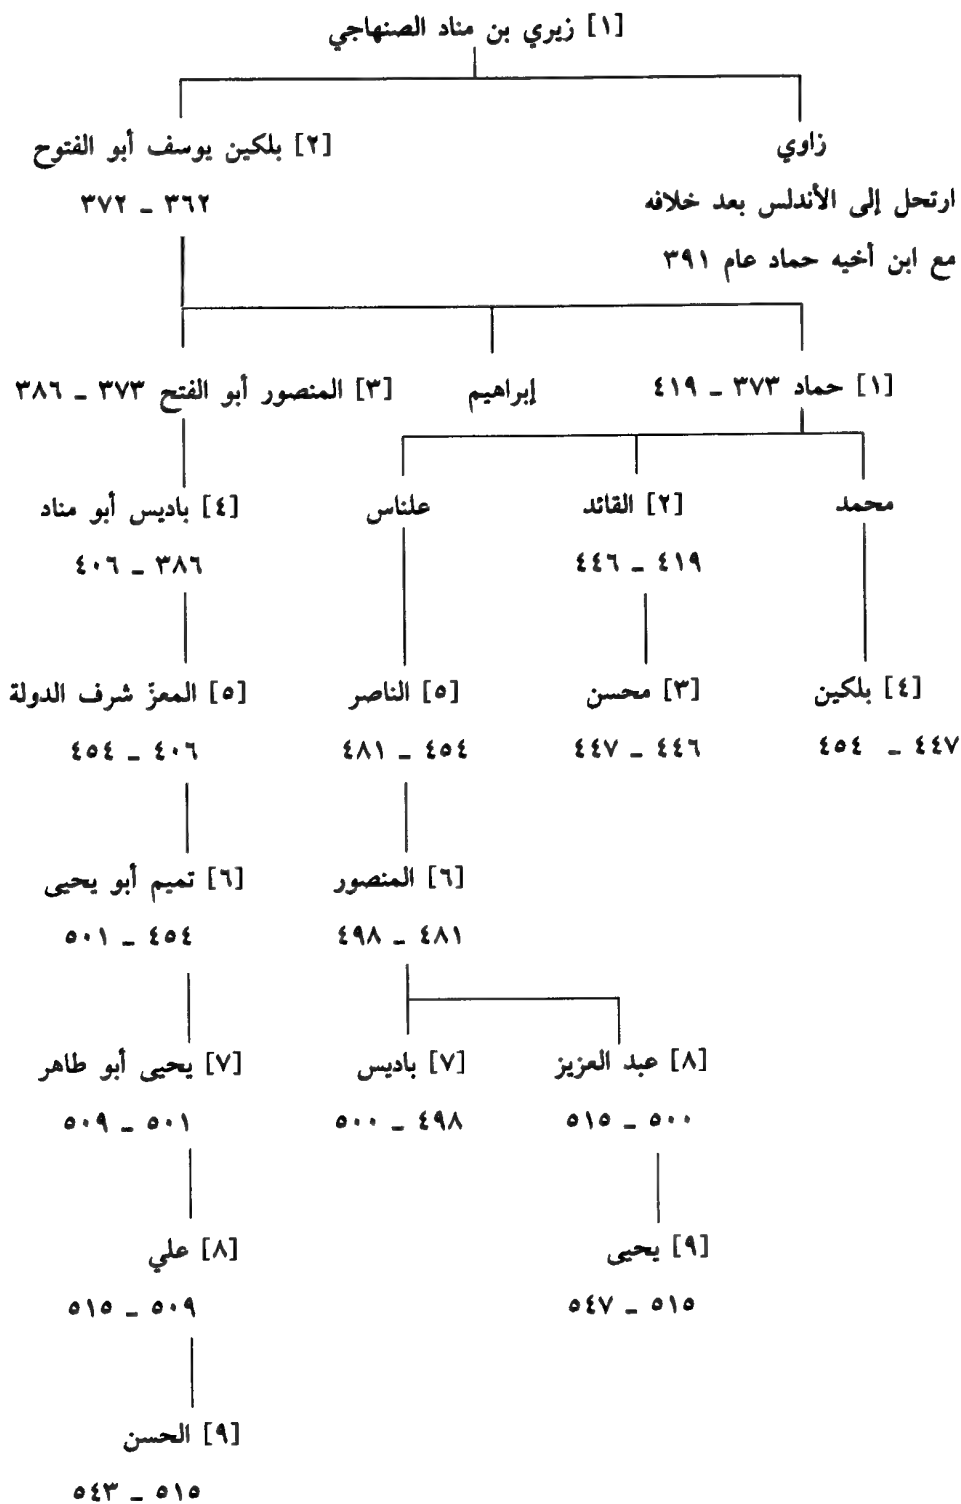 [١] زيري بن مناد الصنهاجي
زاوي
[٢] بلكين يوسف أبو الفتوح
ارتحل إلى الأندلس بعد خلافه
٣٦٢ - ٣٧٢
مع ابن أخيه حماد عام ٣٩١
[١] حماد ٣٧٣ - ٤١٩
إبراهيم
[٣] المنصور أبو الفتح ٣٧٣ - ٣٨٦
محمد
[٢] القائد
علناس
[٤] باديس أبو مناد
٤١٩ - ٤٤٦
٣٨٦ - ٤٠٦
[٤] بلكين
[٣] محسن
[٥] الناصر
[٥] المعزّ شرف الدولة
٤٤٧ - ٤٥٤
٤٤٦ - ٤٤٧
٤٥٤ - ٤٨١
٤٠٦ - ٤٥٤
[٦] المنصور
[٦] تميم أبو يحيى
٤٨١ - ٤٩٨
٤٥٤ - ٥٠١
[٨] عبد العزيز
[٧] باديس
[٧] يحيى أبو طاهر
٥٠٠ - ٥١٥
٤٩٨ - ٥٠٠
٥٠١ - ٥٠٩
[٩] يحيى
[٨] علي
٥١٥ - ٥٤٧
٥٠٩ - ٥١٥
[٩] الحسن
٥١٥ - ٥٤٣